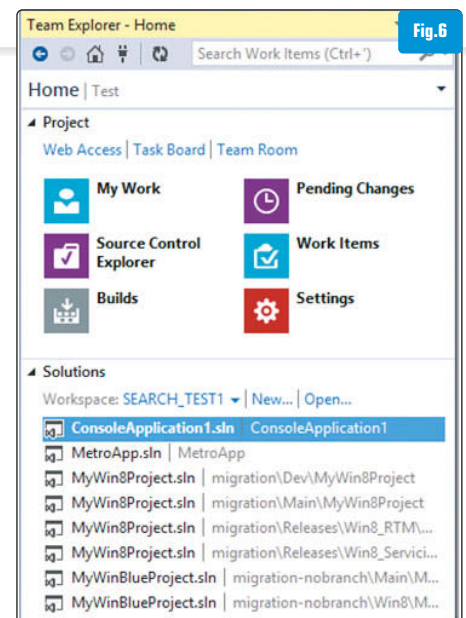 Team Explorer - Home
Fig.6
Search Work Items (Ctrl+')
Home | Test
Project
Web Access | Task Board | Team Room
My Work
Pending Changes
Source Control
Explorer
Work Items
Builds
Settings
Solutions
Workspace: SEARCH_TEST1 | New... | Open...
ConsoleApplication1.sln | ConsoleApplication1
MetroApp.sln | MetroApp
MyWin8Project.sln | migration\Dev\MyWin8Project
MyWin8Project.sln | migration\Main\MyWin8Project
MyWin8Project.sln | migration\Releases\Win8_RTM\...
MyWin8Project.sln | migration\Releases\Win8_Servici...
MyWinBlueProject.sln | migration-nobranch\Main\M...
MyWinBlueProject.sln | migration-nobranch\Win8\M...